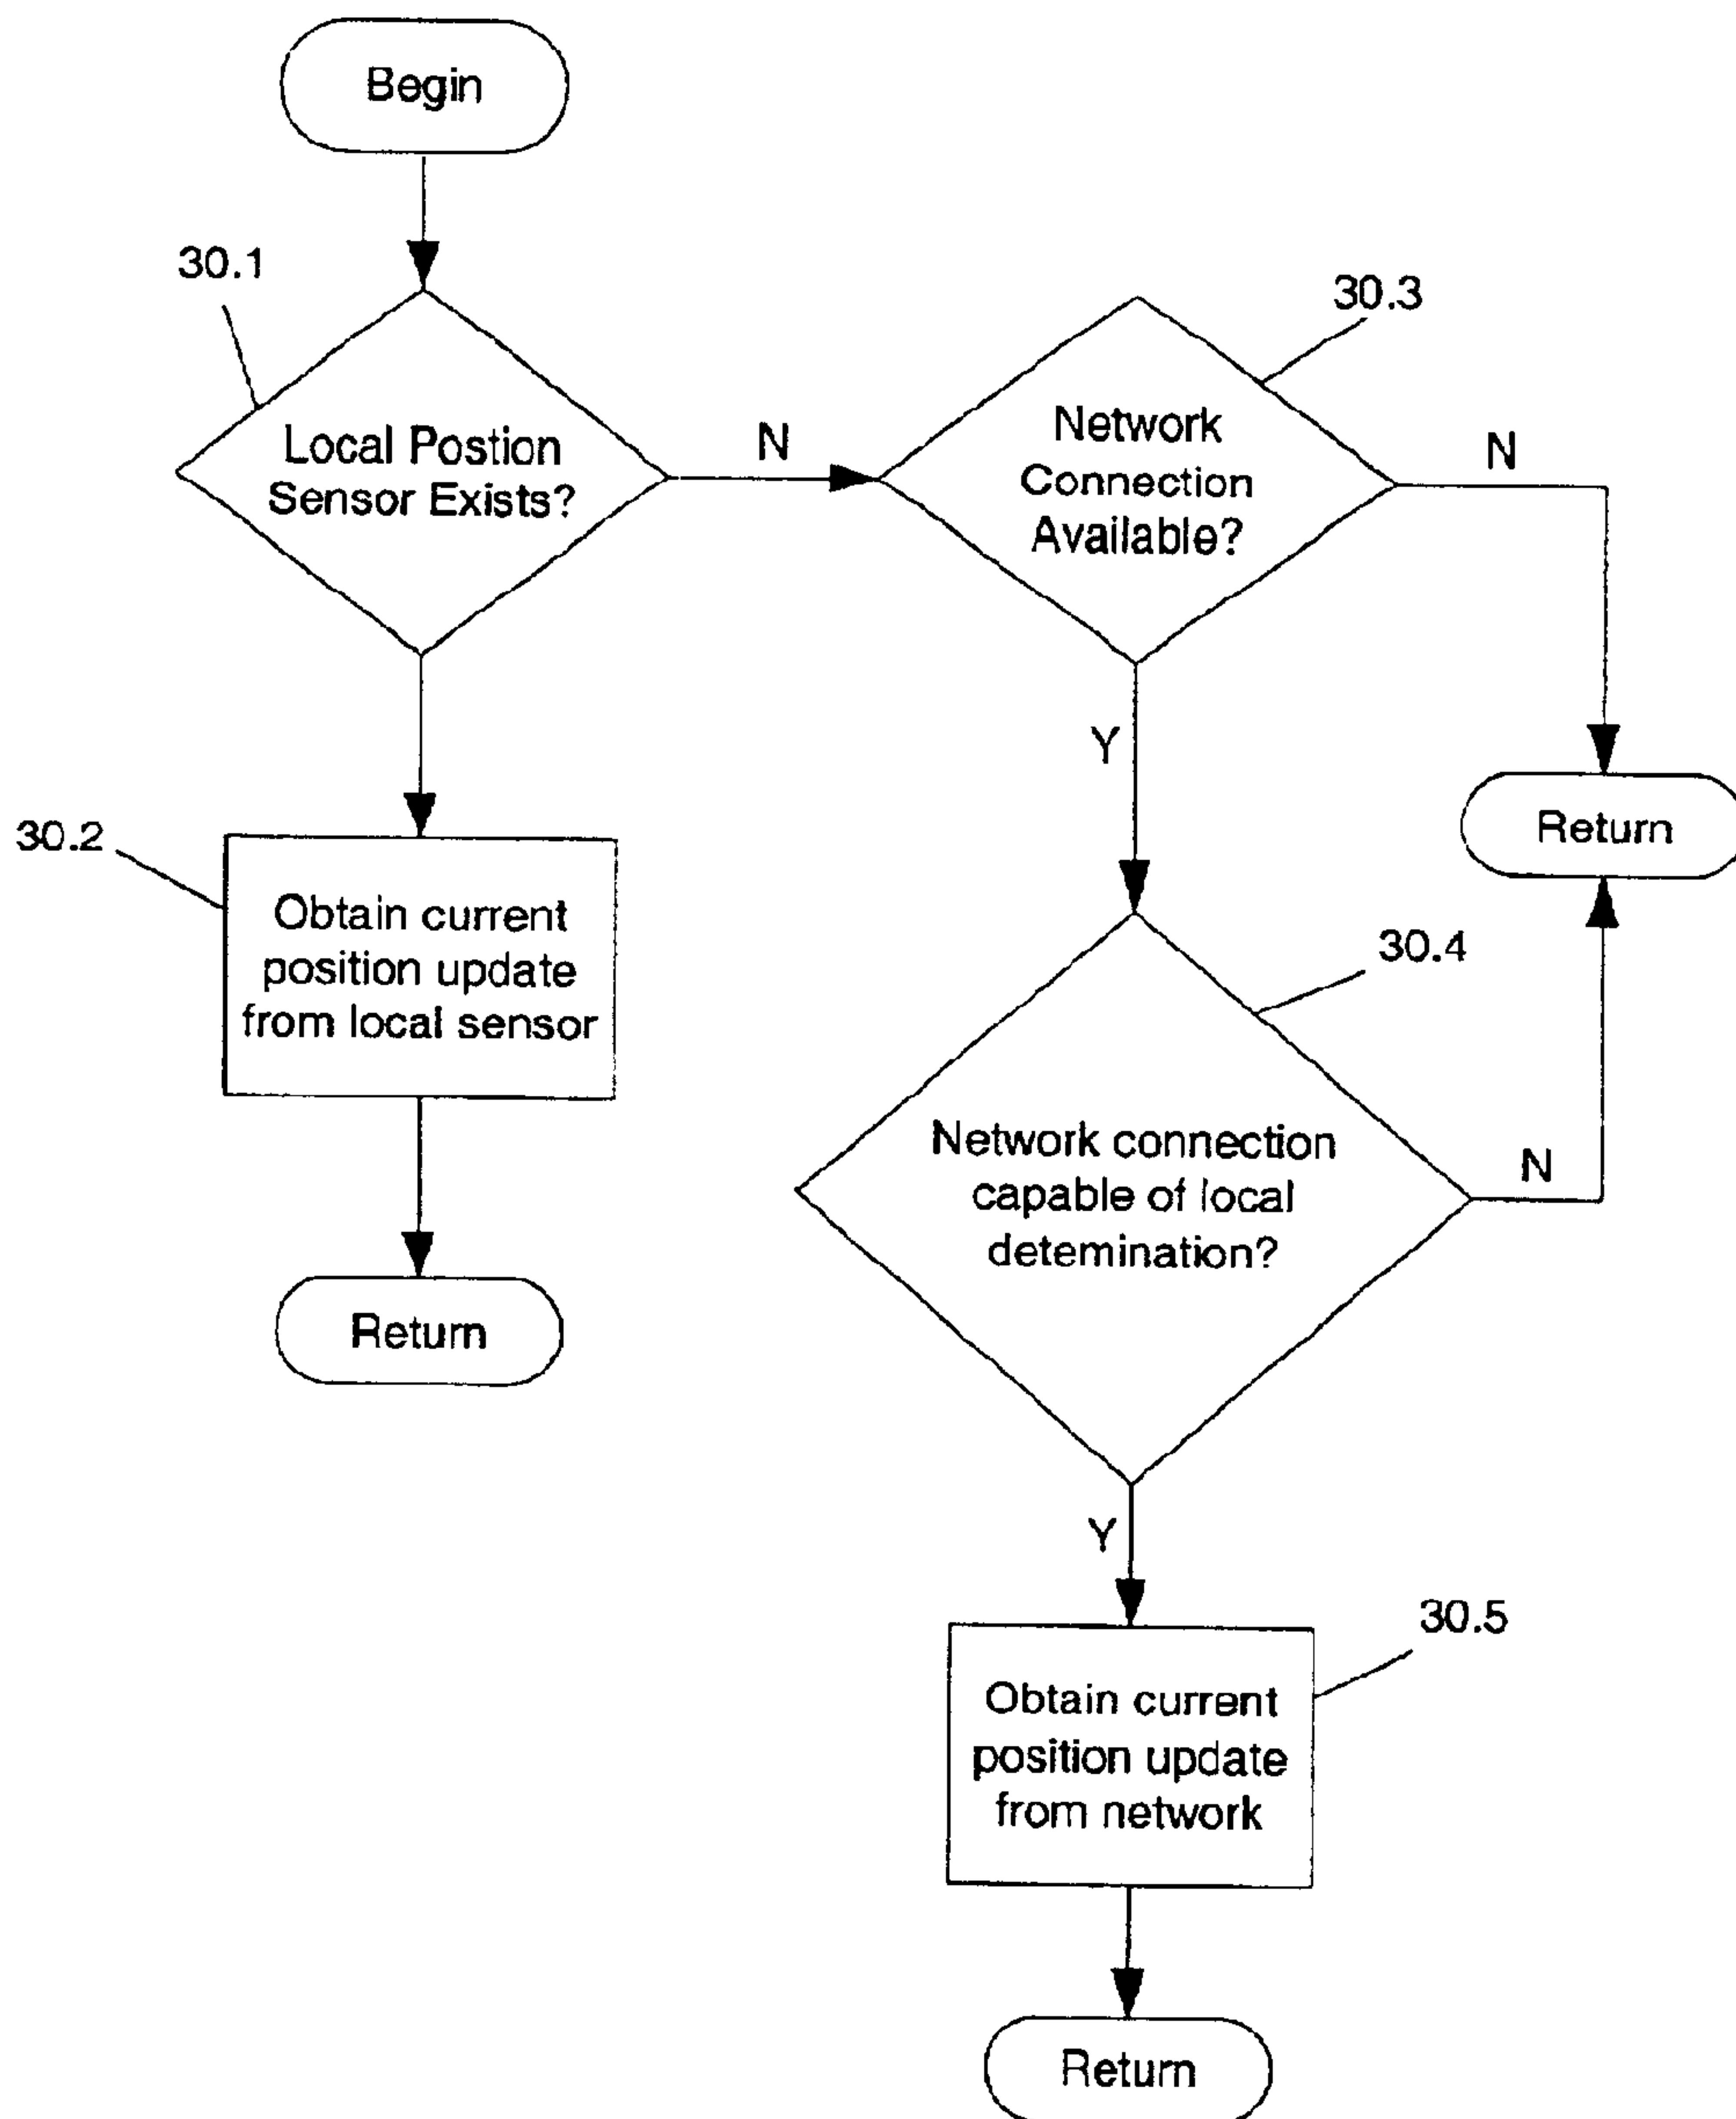 Begin
30.1
Local Postion
Sensor Exists?
N
30.3
Network
Connection
Available?
N
Y
Return
30.2
Obtain current
position update
from local sensor
Return
30.4
Network connection
capable of local
detemination?
N
Y
30.5
Obtain current
position update
from network
Return